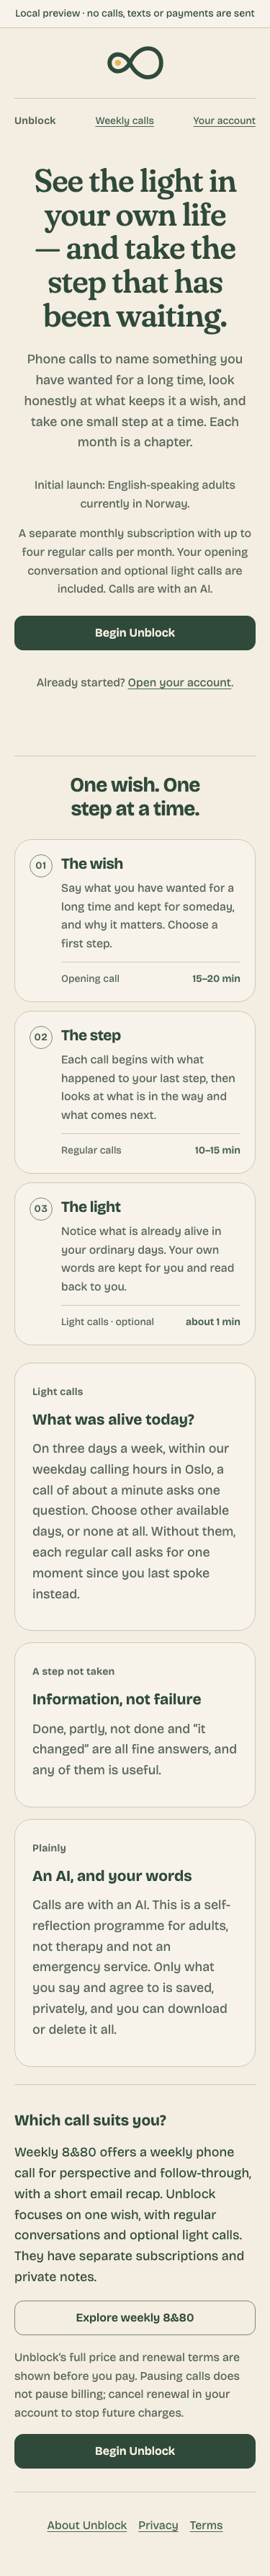 Local preview · no calls, texts or payments are sent
Unblock
Weekly calls
Your account
See the light in
your own life
— and take the
step that has
been waiting.
Phone calls to name something you
have wanted for a long time, look
honestly at what keeps it a wish, and
take one small step at a time. Each
month is a chapter.
Initial launch: English-speaking adults
currently in Norway.
A separate monthly subscription with up to
four regular calls per month. Your opening
conversation and optional light calls are
included. Calls are with an AI.
Begin Unblock
Already started? Open your account.
One wish. One
step at a time.
01
The wish
Say what you have wanted for a
long time and kept for someday,
and why it matters. Choose a
first step.
Opening call
15–20 min
02
The step
Each call begins with what
happened to your last step, then
looks at what is in the way and
what comes next.
Regular calls
10–15 min
03
The light
Notice what is already alive in
your ordinary days. Your own
words are kept for you and read
back to you.
Light calls · optional
about 1 min
Light calls
What was alive today?
On three days a week, within our
weekday calling hours in Oslo, a
call of about a minute asks one
question. Choose other available
days, or none at all. Without them,
each regular call asks for one
moment since you last spoke
instead.
A step not taken
Information, not failure
Done, partly, not done and “it
changed” are all fine answers, and
any of them is useful.
Plainly
An AI, and your words
Calls are with an AI. This is a self-
reflection programme for adults,
not therapy and not an
emergency service. Only what
you say and agree to is saved,
privately, and you can download
or delete it all.
Which call suits you?
Weekly 8&80 offers a weekly phone
call for perspective and follow-through,
with a short email recap. Unblock
focuses on one wish, with regular
conversations and optional light calls.
They have separate subscriptions and
private notes.
Explore weekly 8&80
Unblock’s full price and renewal terms are
shown before you pay. Pausing calls does
not pause billing; cancel renewal in your
account to stop future charges.
Begin Unblock
About Unblock
Privacy
Terms